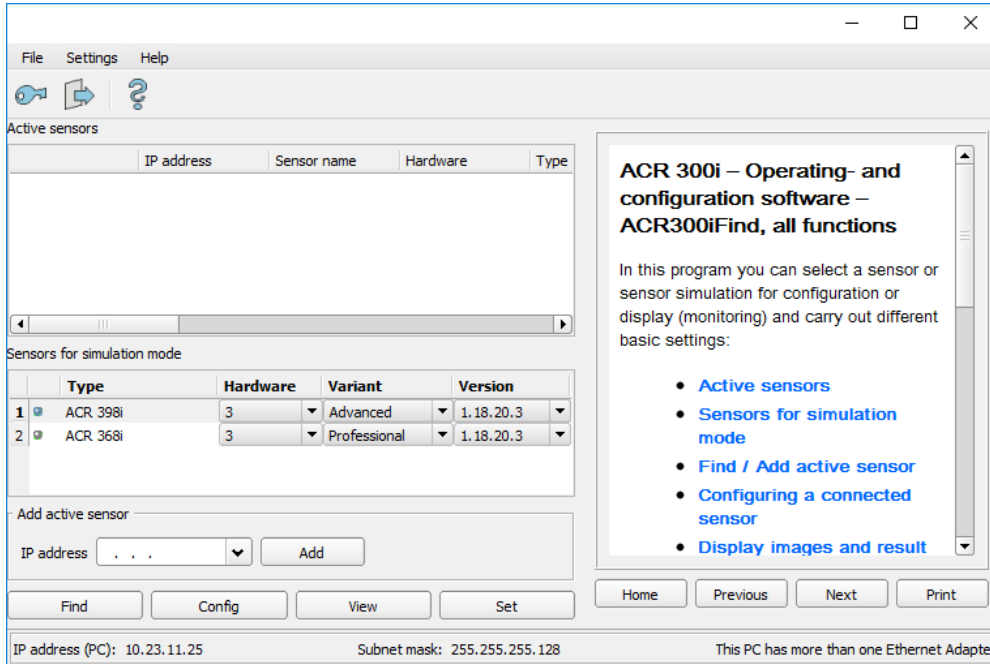 File Settings Help
Active sensors
IP address Sensor name Hardware Type
Sensors for simulation mode
Type Hardware Variant Version
1 ACR 398i 3 Advanced 1.18.20.3
2 ACR 368i 3 Professional 1.18.20.3
Add active sensor
IP address . . . Add
Find Config View Set
ACR 300i – Operating- and
configuration software –
ACR300iFind, all functions
In this program you can select a sensor or
sensor simulation for configuration or
display (monitoring) and carry out different
basic settings:
• Active sensors
• Sensors for simulation
mode
• Find / Add active sensor
• Configuring a connected
sensor
• Display images and result
Home Previous Next Print
IP address (PC): 10.23.11.25 Subnet mask: 255.255.255.128 This PC has more than one Ethernet Adapte